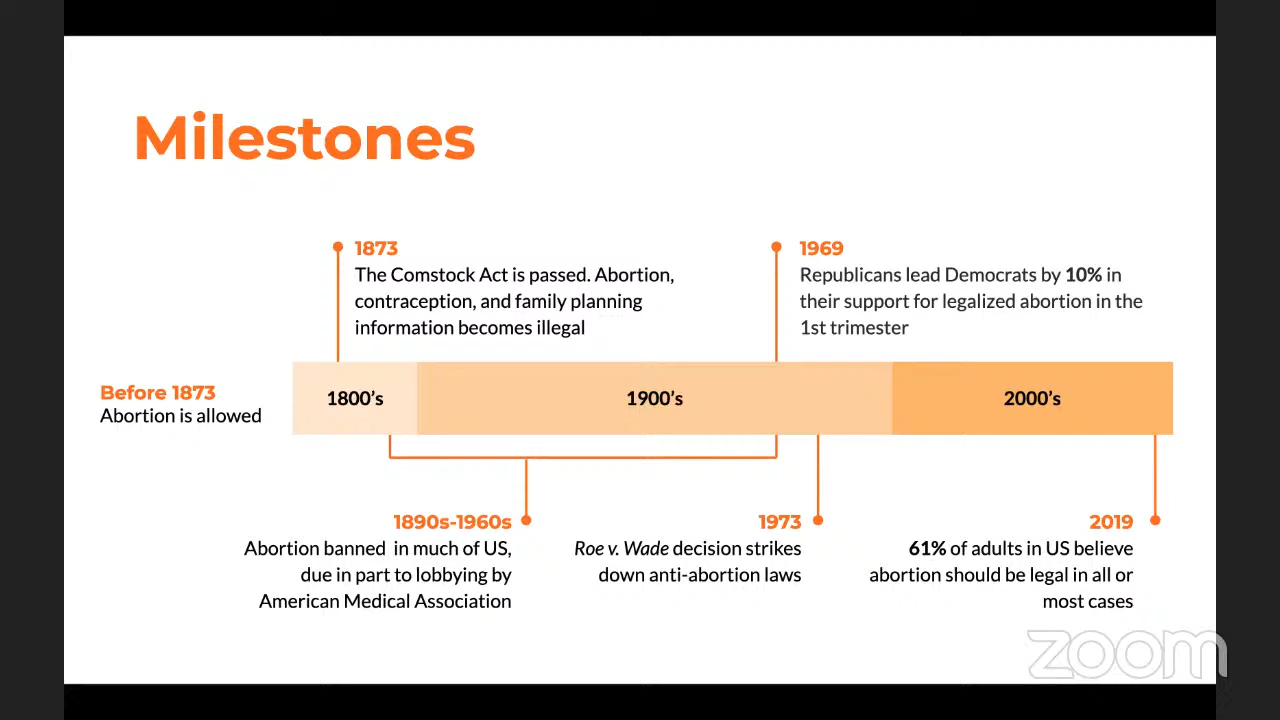 Milestones
1873
The Comstock Act is passed. Abortion,
contraception, and family planning
information becomes illegal
1969
Republicans lead Democrats by 10% in
their support for legalized abortion in the
1st trimester
Before 1873
Abortion is allowed
1800's
1900's
2000's
1890s-1960s
Abortion banned in much of US,
due in part to lobbying by
American Medical Association
1973
Roe v. Wade decision strikes
down anti-abortion laws
2019
61% of adults in US believe
abortion should be legal in all or
most cases
zoom